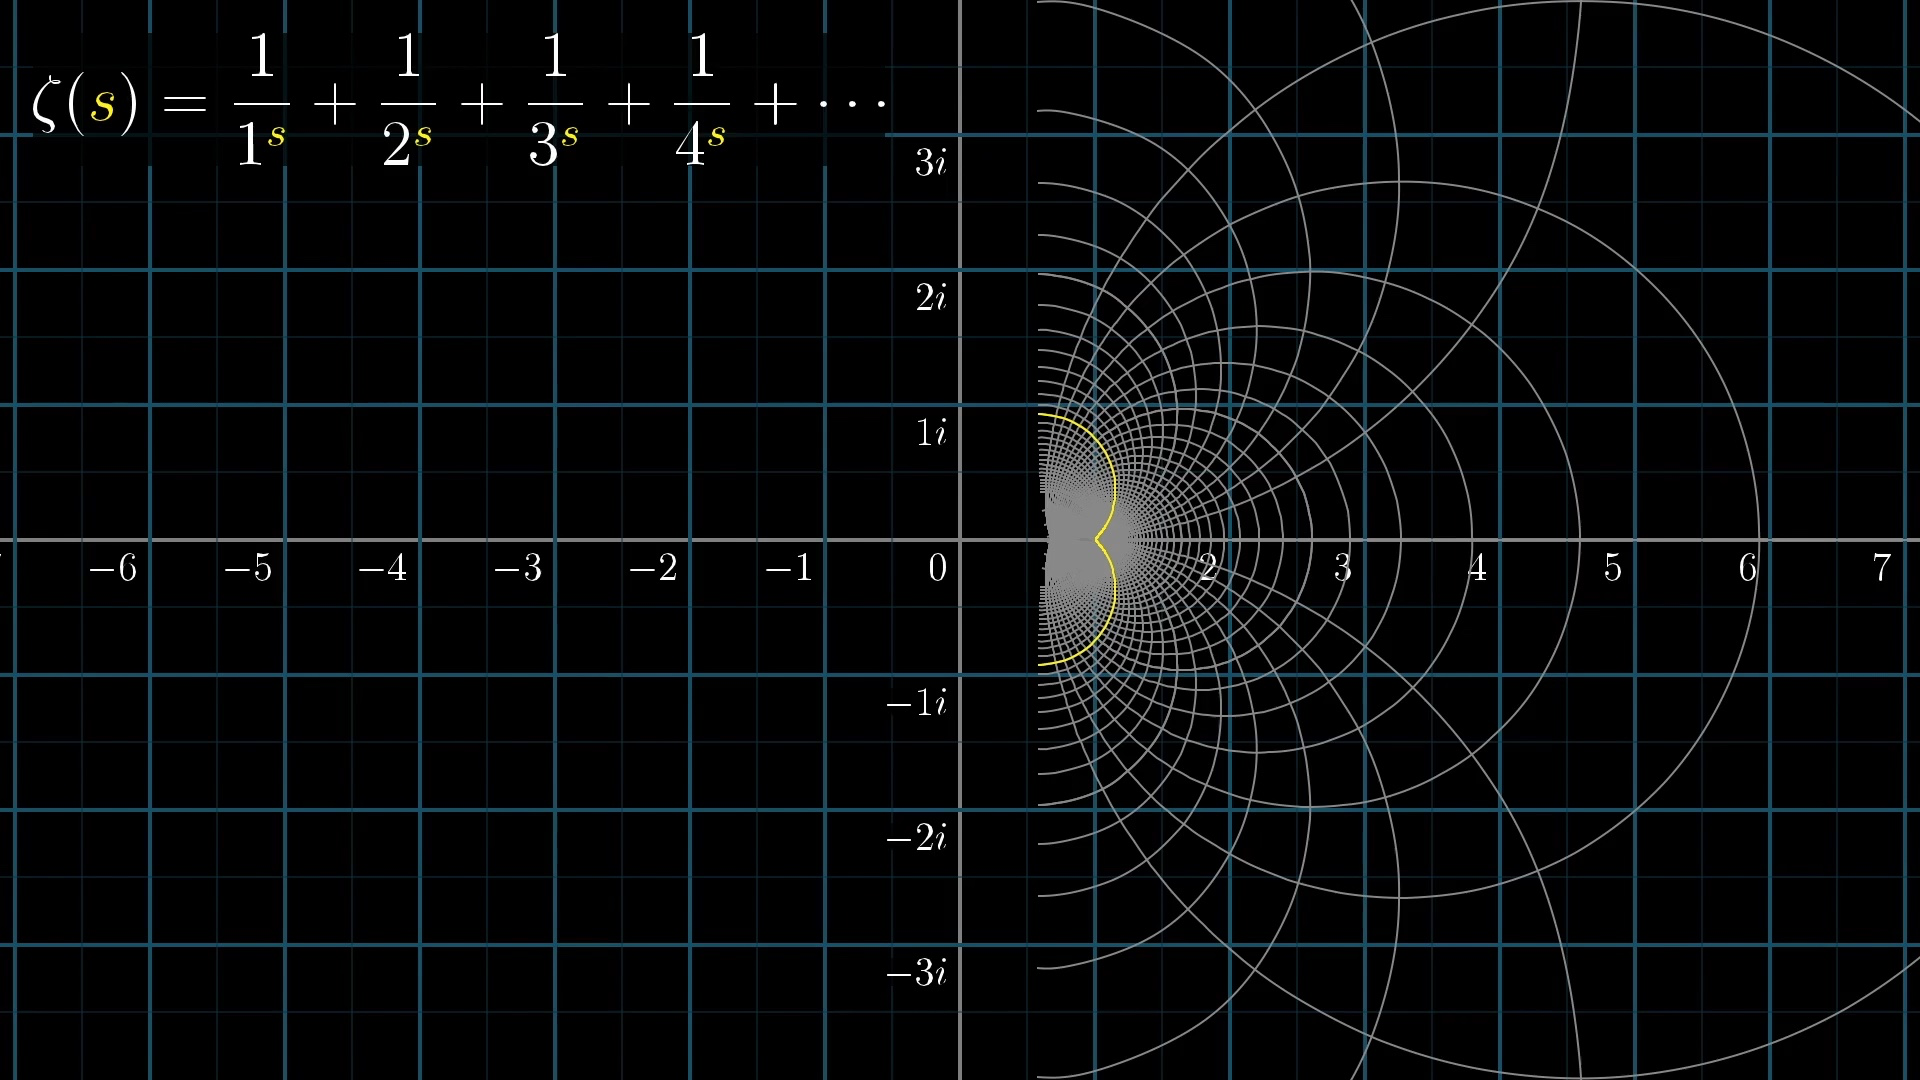 ζ(s) = 1/1^s + 1/2^s + 1/3^s + 1/4^s + ⋯
3i
2i
1i
−6 −5 −4 −3 −2 −1 0 2 3 4 5 6 7
−1i
−2i
−3i